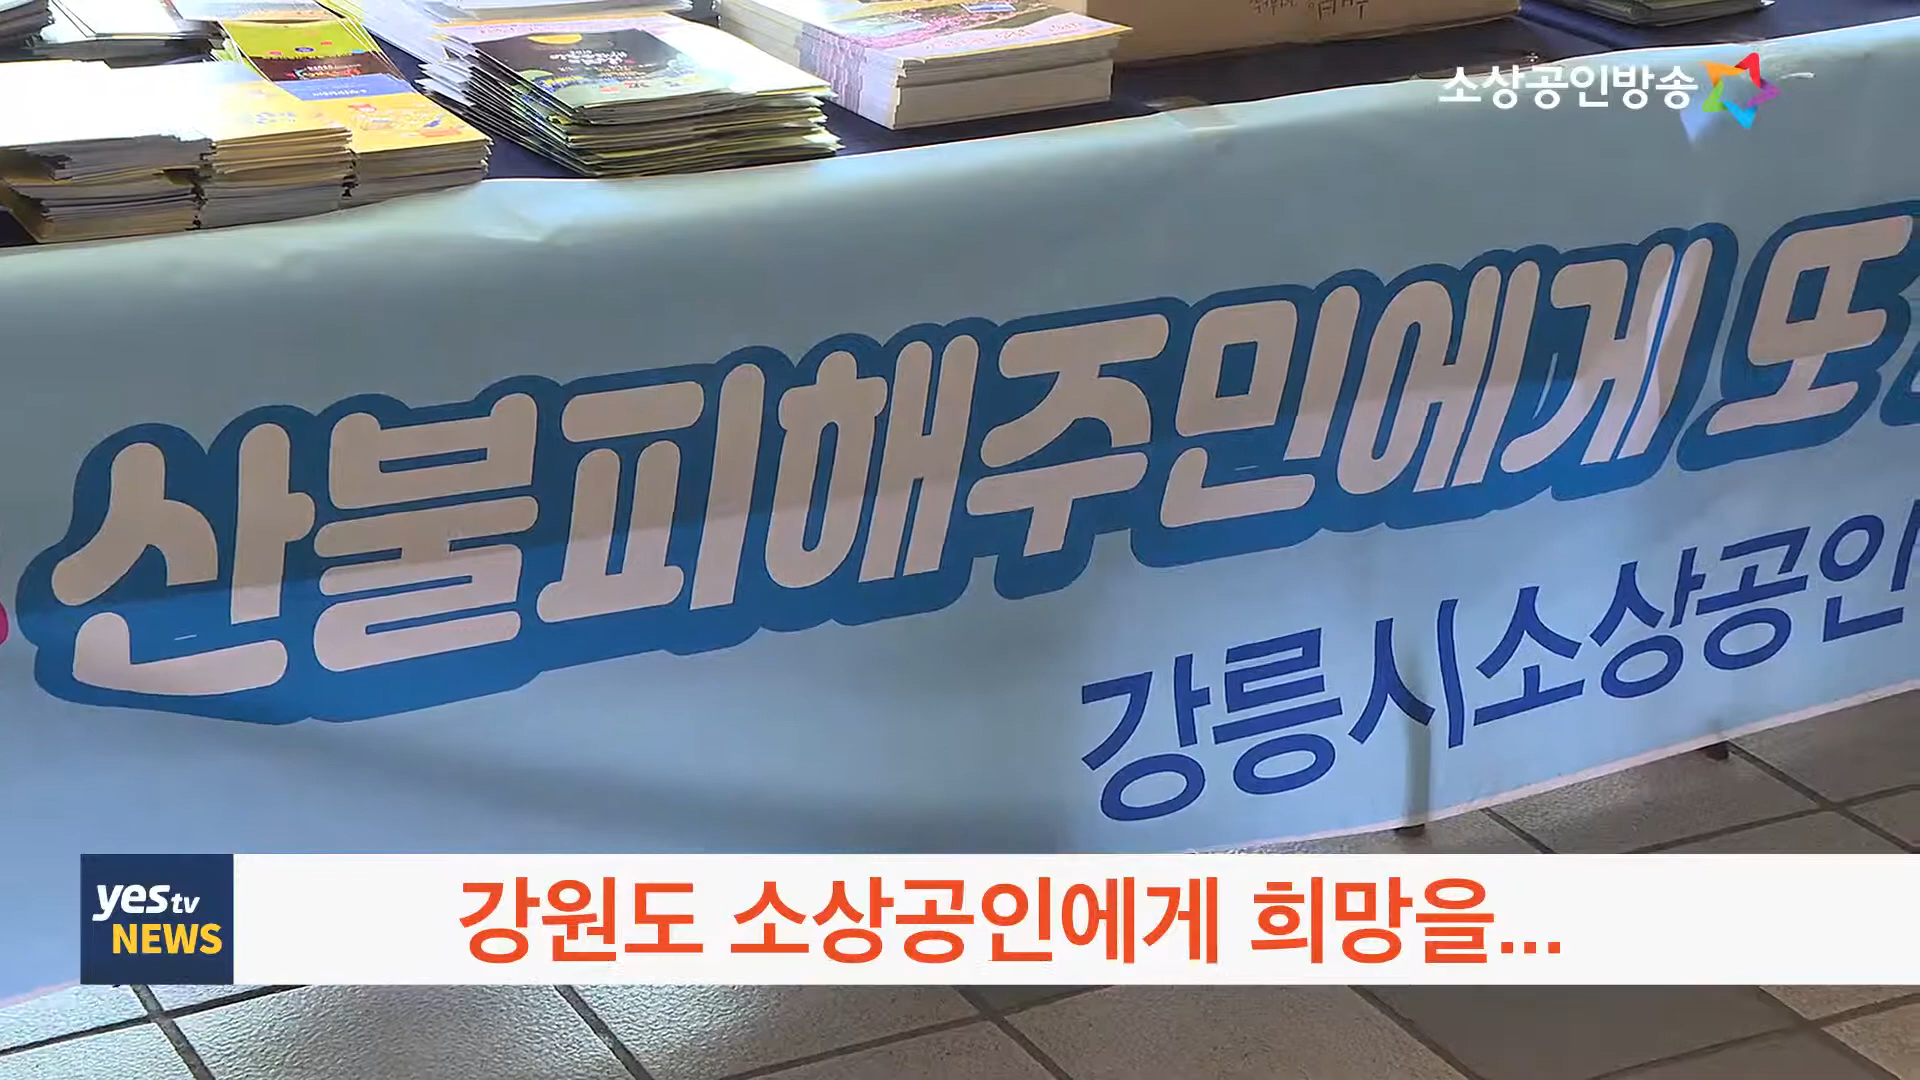 소상공인방송
산불피해주민에게 또
강릉시소상공인
yes tv
NEWS
강원도 소상공인에게 희망을...